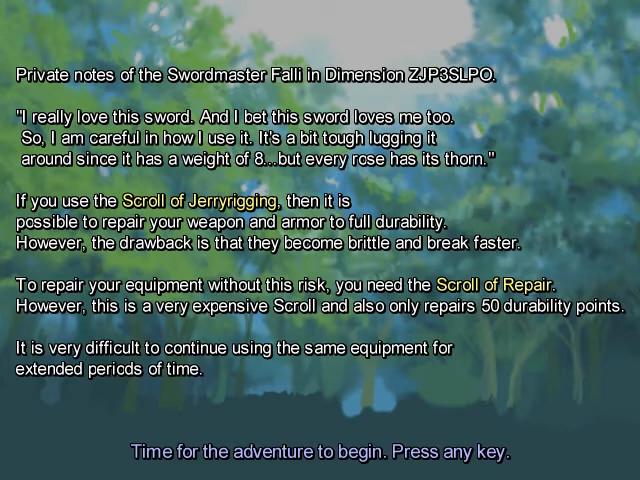 Private notes of the Swordmaster Falli in Dimension ZJP3SLPO.
"I really love this sword. And I bet this sword loves me too.
So, I am careful in how I use it. It's a bit tough lugging it
around since it has a weight of 8...but every rose has its thorn."
If you use the Scroll of Jerryrigging, then it is
possible to repair your weapon and armor to full durability.
However, the drawback is that they become brittle and break faster.
To repair your equipment without this risk, you need the Scroll of Repair.
However, this is a very expensive Scroll and also only repairs 50 durability points.
It is very difficult to continue using the same equipment for
extended periods of time.
Time for the adventure to begin. Press any key.